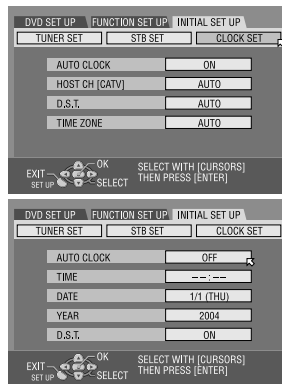 DVD SET UP FUNCTION SET UP INITIAL SET UP
TUNER SET STB SET CLOCK SET
AUTO CLOCK ON
HOST CH [CATV] AUTO
D.S.T. AUTO
TIME ZONE AUTO
OK
EXIT SELECT WITH [CURSORS]
SET UP SELECT THEN PRESS [ENTER]
DVD SET UP FUNCTION SET UP INITIAL SET UP
TUNER SET STB SET CLOCK SET
AUTO CLOCK OFF
TIME --:--
DATE 1/1 (THU)
YEAR 2004
D.S.T. ON
OK
EXIT SELECT WITH [CURSORS]
SET UP SELECT THEN PRESS [ENTER]